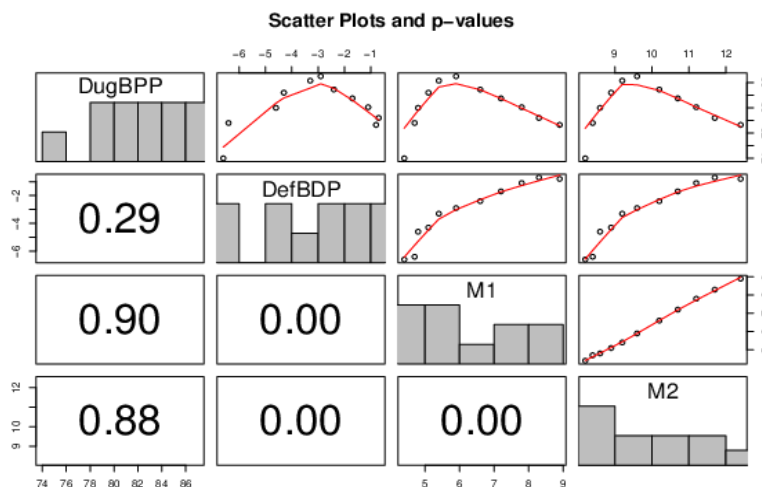 Scatter Plots and p-values
−6 −5 −4 −3 −2 −1
9 10 11 12
DugBPP
−6 −4 −2
DefBDP
0.29
M1
0.90 0.00
9 10 12
M2
0.88 0.00 0.00
74 76 78 80 82 84 86
5 6 7 8 9